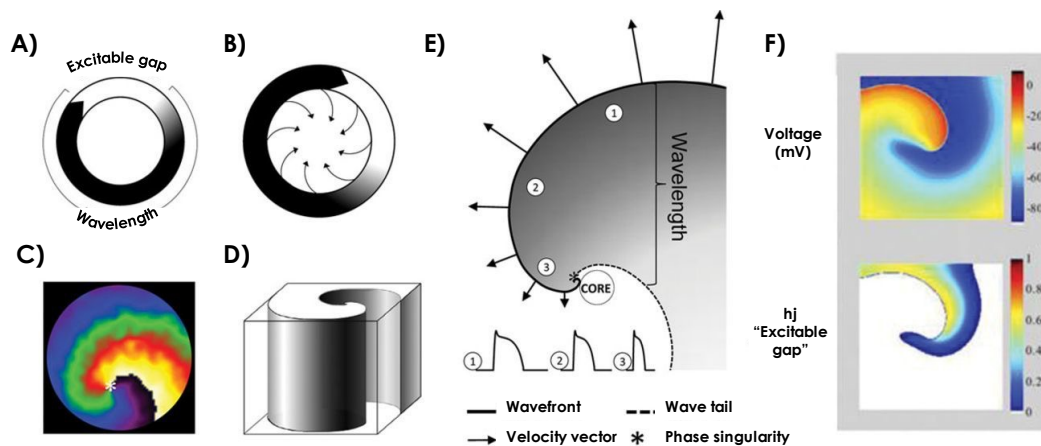 A)
Excitable gap
Wavelength
B)
C)
D)
E)
1
2
3
Wavelength
CORE
*
1
2
3
Wavefront
Wave tail
Velocity vector
* Phase singularity
F)
Voltage
(mV)
0
-20
-40
-60
-80
hj
“Excitable
gap”
1
0.8
0.6
0.4
0.2
0